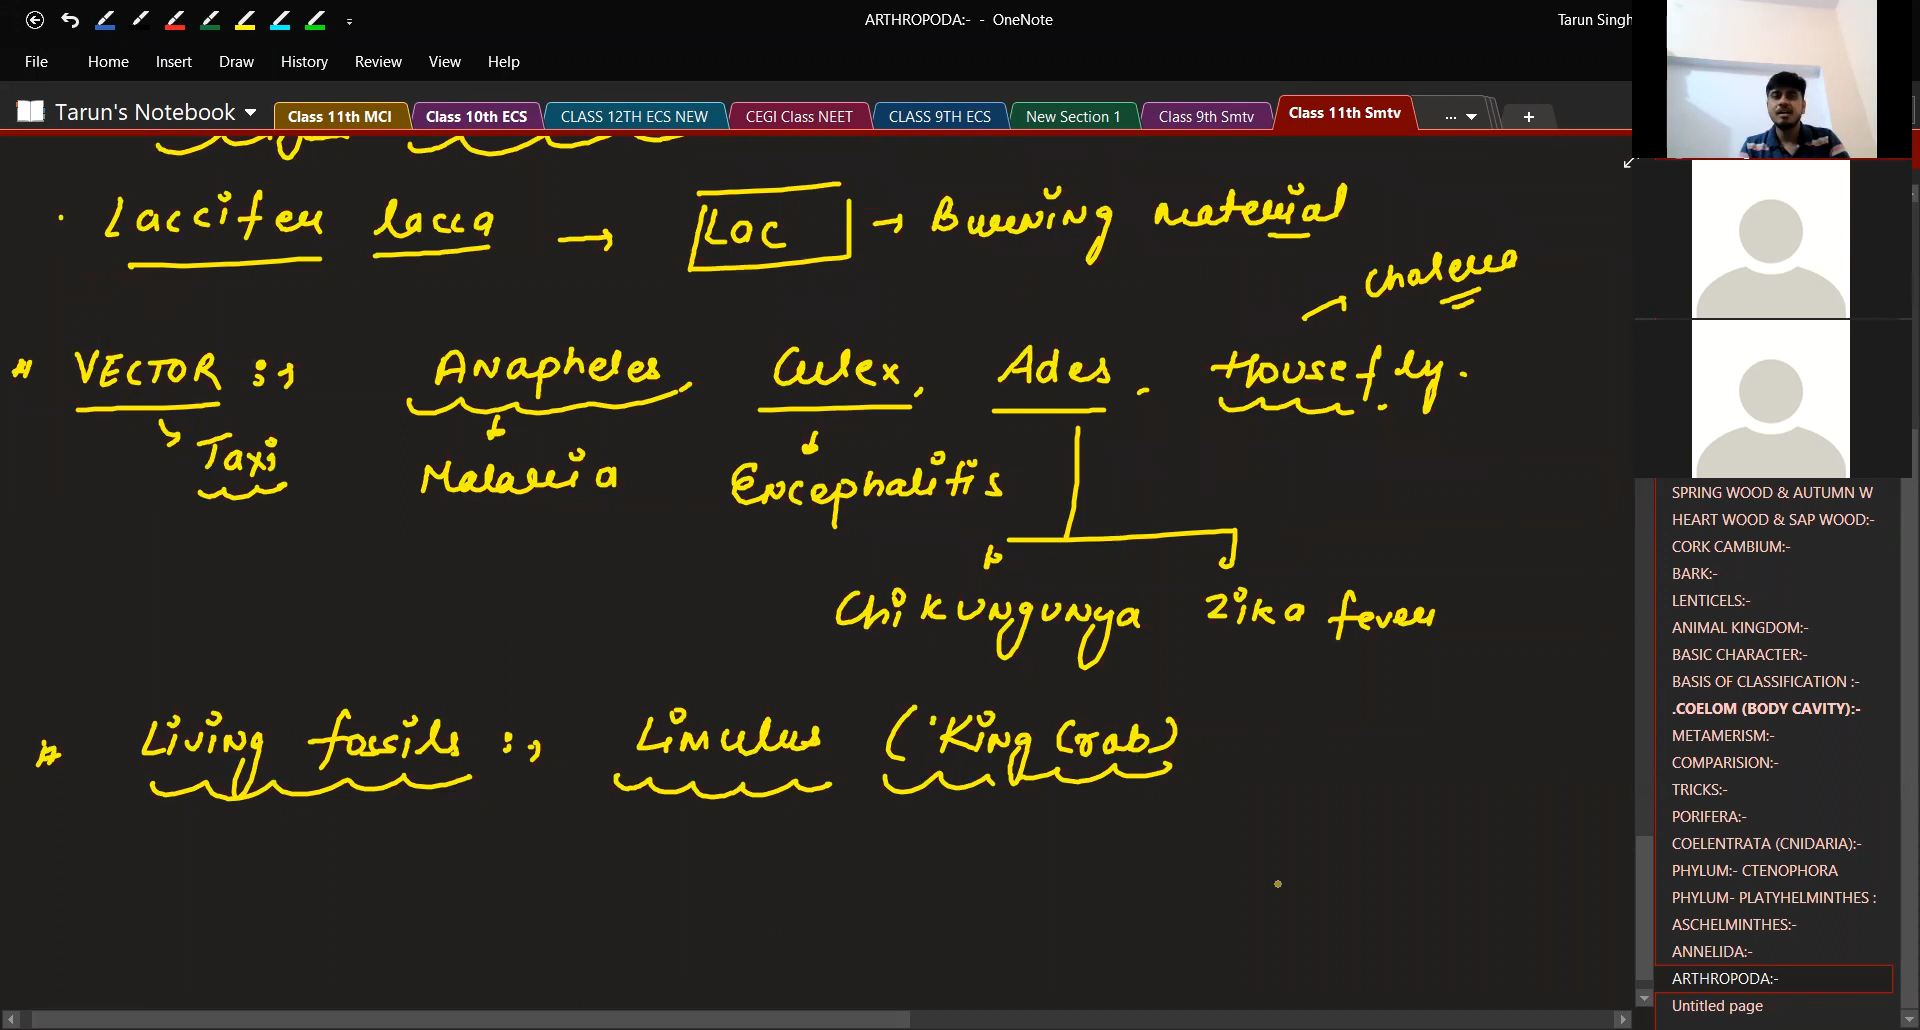 ARTHROPODA:- - OneNote
Tarun Singh
File Home Insert Draw History Review View Help
Tarun's Notebook
Class 11th MCI Class 10th ECS CLASS 12TH ECS NEW CEGI Class NEET CLASS 9TH ECS New Section 1 Class 9th Smtv Class 11th Smtv ... +
. Laccifer lacca → Lac → Burning material
Cholera
VECTOR :, Anapheles, Culex, Ades. Housefly.
Taxi
Malaria Encephalitis
Chikungunya Zika fever
Living fossils :, Limulus ('King Crab)
SPRING WOOD & AUTUMN W
HEART WOOD & SAP WOOD:-
CORK CAMBIUM:-
BARK:-
LENTICELS:-
ANIMAL KINGDOM:-
BASIC CHARACTER:-
BASIS OF CLASSIFICATION :-
.COELOM (BODY CAVITY):-
METAMERISM:-
COMPARISION:-
TRICKS:-
PORIFERA:-
COELENTRATA (CNIDARIA):-
PHYLUM:- CTENOPHORA
PHYLUM- PLATYHELMINTHES :
ASCHELMINTHES:-
ANNELIDA:-
ARTHROPODA:-
Untitled page